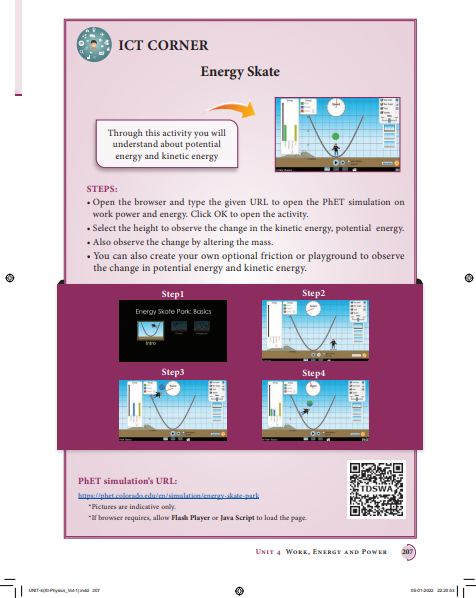 ICT CORNER
Energy Skate
Through this activity you will
understand about potential
energy and kinetic energy
STEPS:
• Open the browser and type the given URL to open the PhET simulation on
work power and energy. Click OK to open the activity.
• Select the height to observe the change in the kinetic energy, potential energy.
• Also observe the change by altering the mass.
• You can also create your own optional friction or playground to observe
the change in potential energy and kinetic energy.
Step1
Step2
Energy Skate Park: Basics
Intro
Step3
Step4
PhET simulation's URL:
https://phet.colorado.edu/en/simulation/energy-skate-park
*Pictures are indicative only.
*If browser requires, allow Flash Player or Java Script to load the page.
TDSWA
Unit 4 Work, Energy and Power 207
UNIT-4(XI-Physics_Vol-1).indd 207
05-01-2022 22:20:53